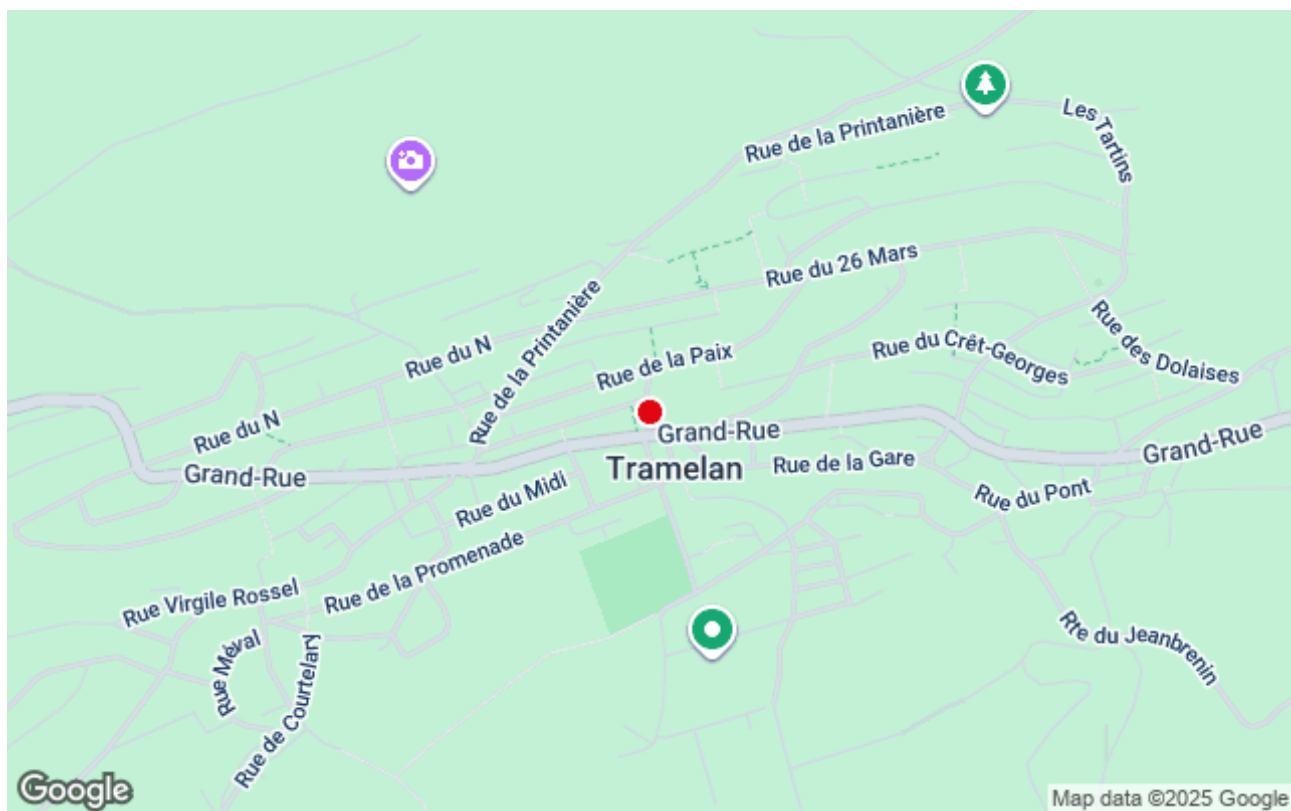 Rue de la Printanière
Les Tartins
Rue du 26 Mars
Rue de la Printanière
Rue du N
Rue de la Paix
Rue du Crêt-Georges
Rue des Dolaises
Rue du N
Grand-Rue
Grand-Rue
Grand-Rue
Tramelan
Rue de la Gare
Rue du Midi
Rue du Pont
Rue de la Promenade
Rue Virgile Rossel
Rue Méval
Rue de Courtelary
Rte du Jeanbrenin
Google
Map data ©2025 Google